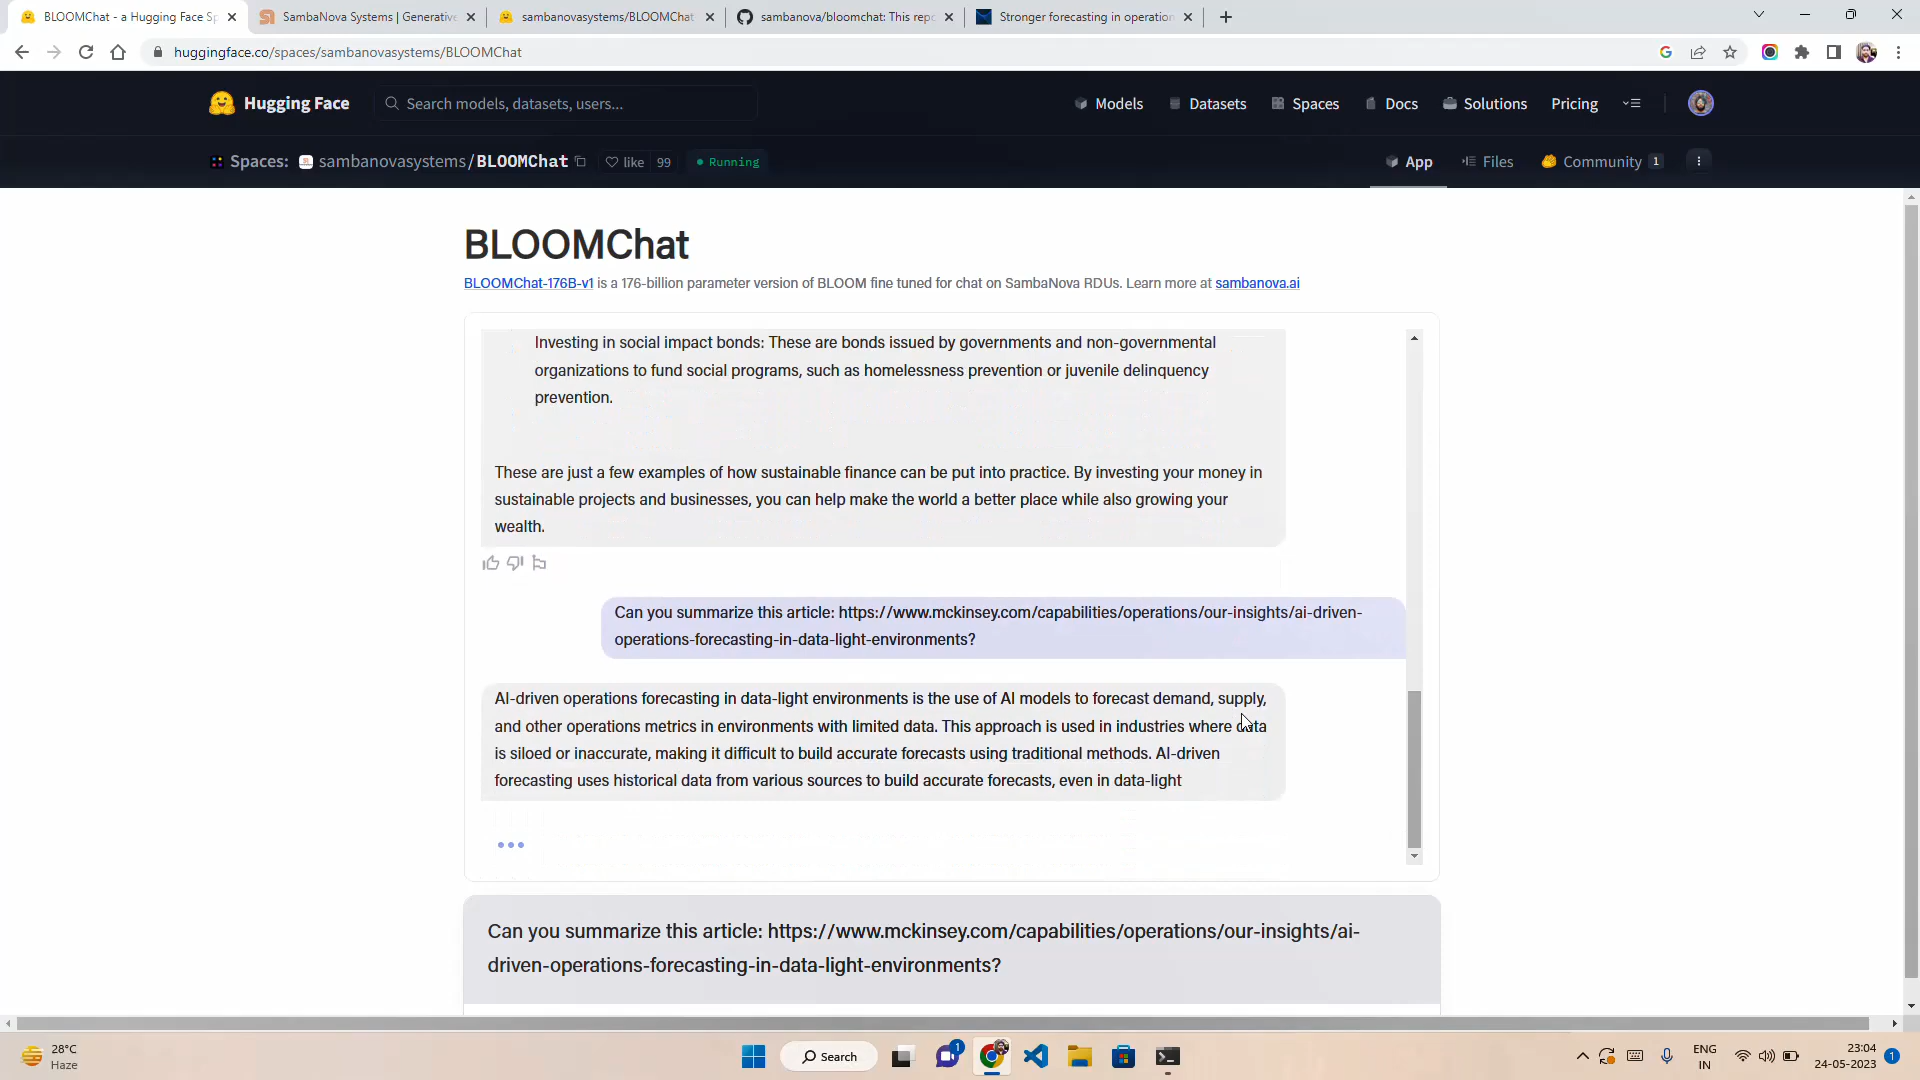 BLOOMChat - a Hugging Face Sp
SambaNova Systems | Generative
sambanovasystems/BLOOMChat
sambanova/bloomchat: This repo
Stronger forecasting in operation
huggingface.co/spaces/sambanovasystems/BLOOMChat
Hugging Face
Search models, datasets, users...
Models
Datasets
Spaces
Docs
Solutions
Pricing
Spaces:
sambanovasystems/BLOOMChat
like 99
Running
App
Files
Community 1
BLOOMChat
BLOOMChat-176B-v1 is a 176-billion parameter version of BLOOM fine tuned for chat on SambaNova RDUs. Learn more at sambanova.ai
Investing in social impact bonds: These are bonds issued by governments and non-governmental
organizations to fund social programs, such as homelessness prevention or juvenile delinquency
prevention.
These are just a few examples of how sustainable finance can be put into practice. By investing your money in
sustainable projects and businesses, you can help make the world a better place while also growing your
wealth.
Can you summarize this article: https://www.mckinsey.com/capabilities/operations/our-insights/ai-driven-
operations-forecasting-in-data-light-environments?
AI-driven operations forecasting in data-light environments is the use of AI models to forecast demand, supply,
and other operations metrics in environments with limited data. This approach is used in industries where data
is siloed or inaccurate, making it difficult to build accurate forecasts using traditional methods. AI-driven
forecasting uses historical data from various sources to build accurate forecasts, even in data-light
Can you summarize this article: https://www.mckinsey.com/capabilities/operations/our-insights/ai-
driven-operations-forecasting-in-data-light-environments?
28°C
Haze
Search
1
ENG
IN
23:04
24-05-2023
1